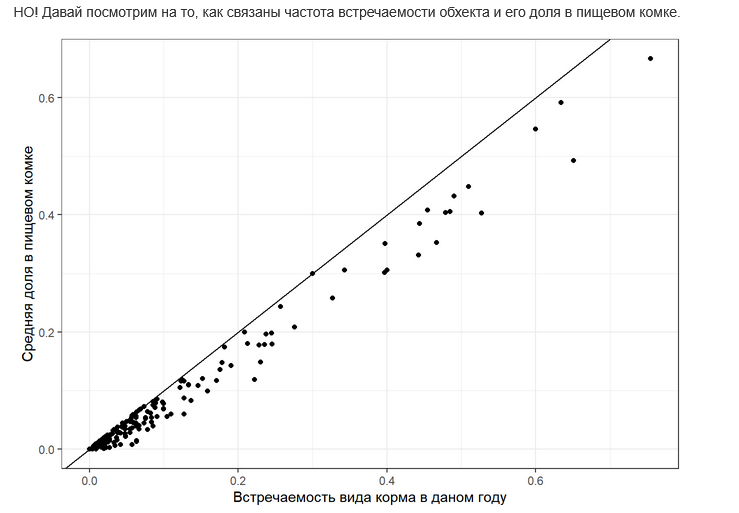 НО! Давай посмотрим на то, как связаны частота встречаемости обхекта и его доля в пищевом комке.
Средняя доля в пищевом комке
0.6
0.4
0.2
0.0
0.0 0.2 0.4 0.6
Встречаемость вида корма в даном году